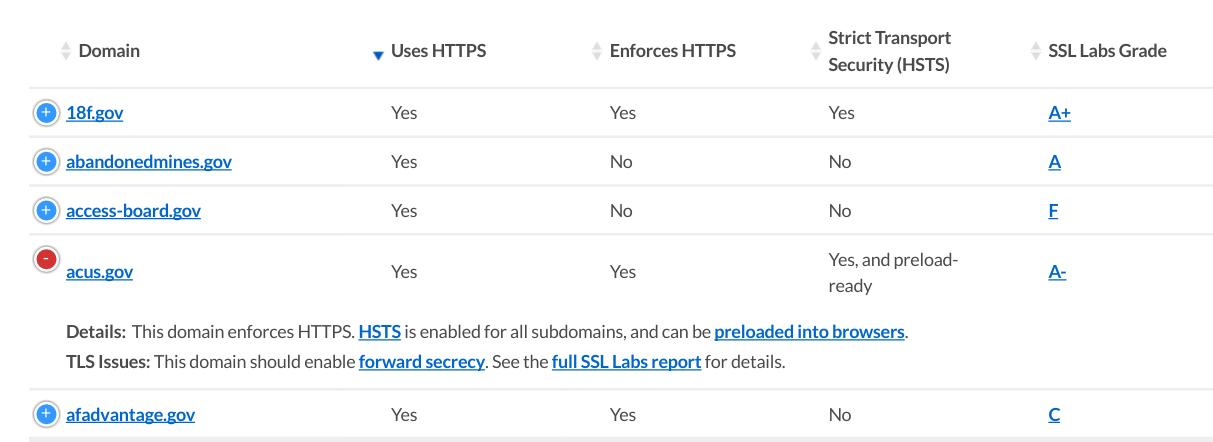 Domain Uses HTTPS Enforces HTTPS Strict Transport Security (HSTS) SSL Labs Grade
+ 18f.gov Yes Yes Yes A+
+ abandonedmines.gov Yes No No A
+ access-board.gov Yes No No F
- acus.gov Yes Yes Yes, and preload-ready A-
Details: This domain enforces HTTPS. HSTS is enabled for all subdomains, and can be preloaded into browsers.
TLS Issues: This domain should enable forward secrecy. See the full SSL Labs report for details.
+ afadvantage.gov Yes Yes No C